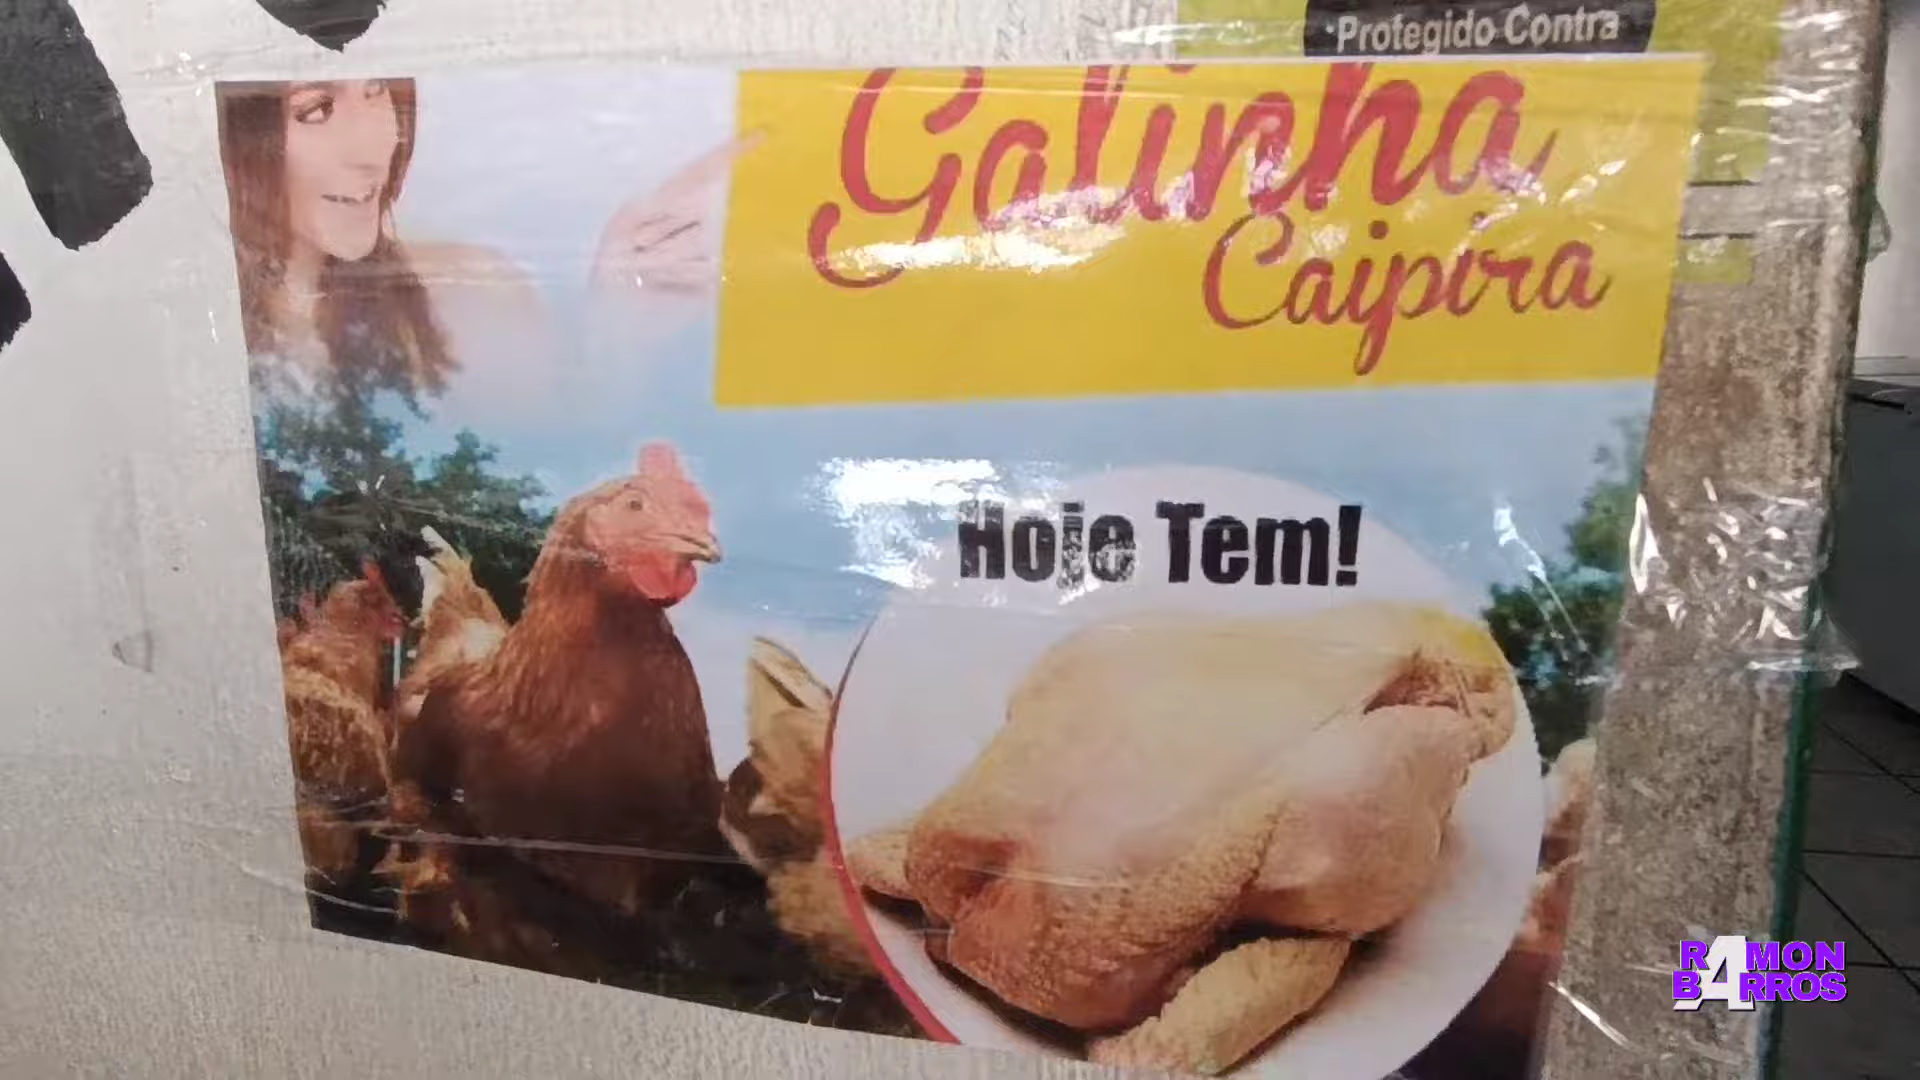 ·Protegido Contra
Galinha
Caipira
Hoje Tem!
RAMON
BARROS